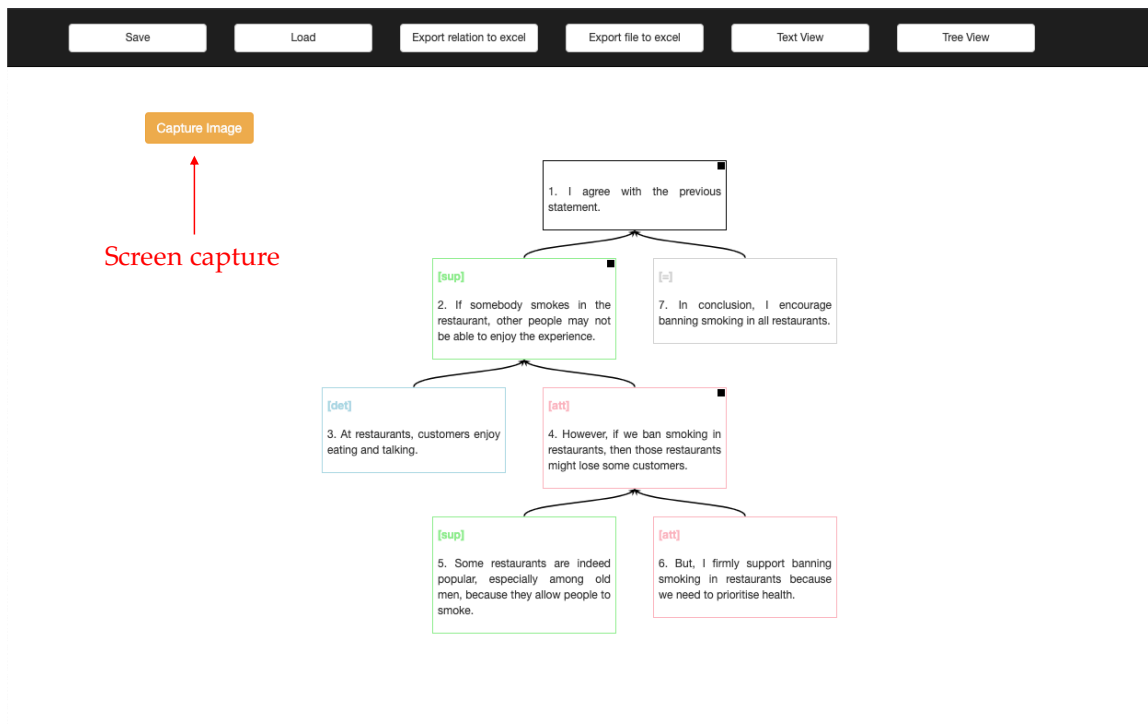 Save Load Export relation to excel Export file to excel Text View Tree View
Capture Image
Screen capture
1. I agree with the previous
statement.
[sup]
2. If somebody smokes in the
restaurant, other people may not
be able to enjoy the experience.
[=]
7. In conclusion, I encourage
banning smoking in all restaurants.
[det]
3. At restaurants, customers enjoy
eating and talking.
[att]
4. However, if we ban smoking in
restaurants, then those restaurants
might lose some customers.
[sup]
5. Some restaurants are indeed
popular, especially among old
men, because they allow people to
smoke.
[att]
6. But, I firmly support banning
smoking in restaurants because
we need to prioritise health.